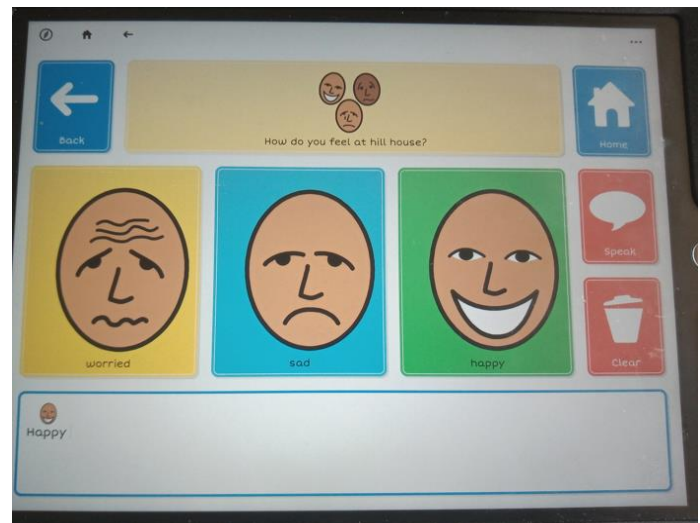 Back
How do you feel at hill house?
Home
worried
sad
happy
Speak
Clear
Happy